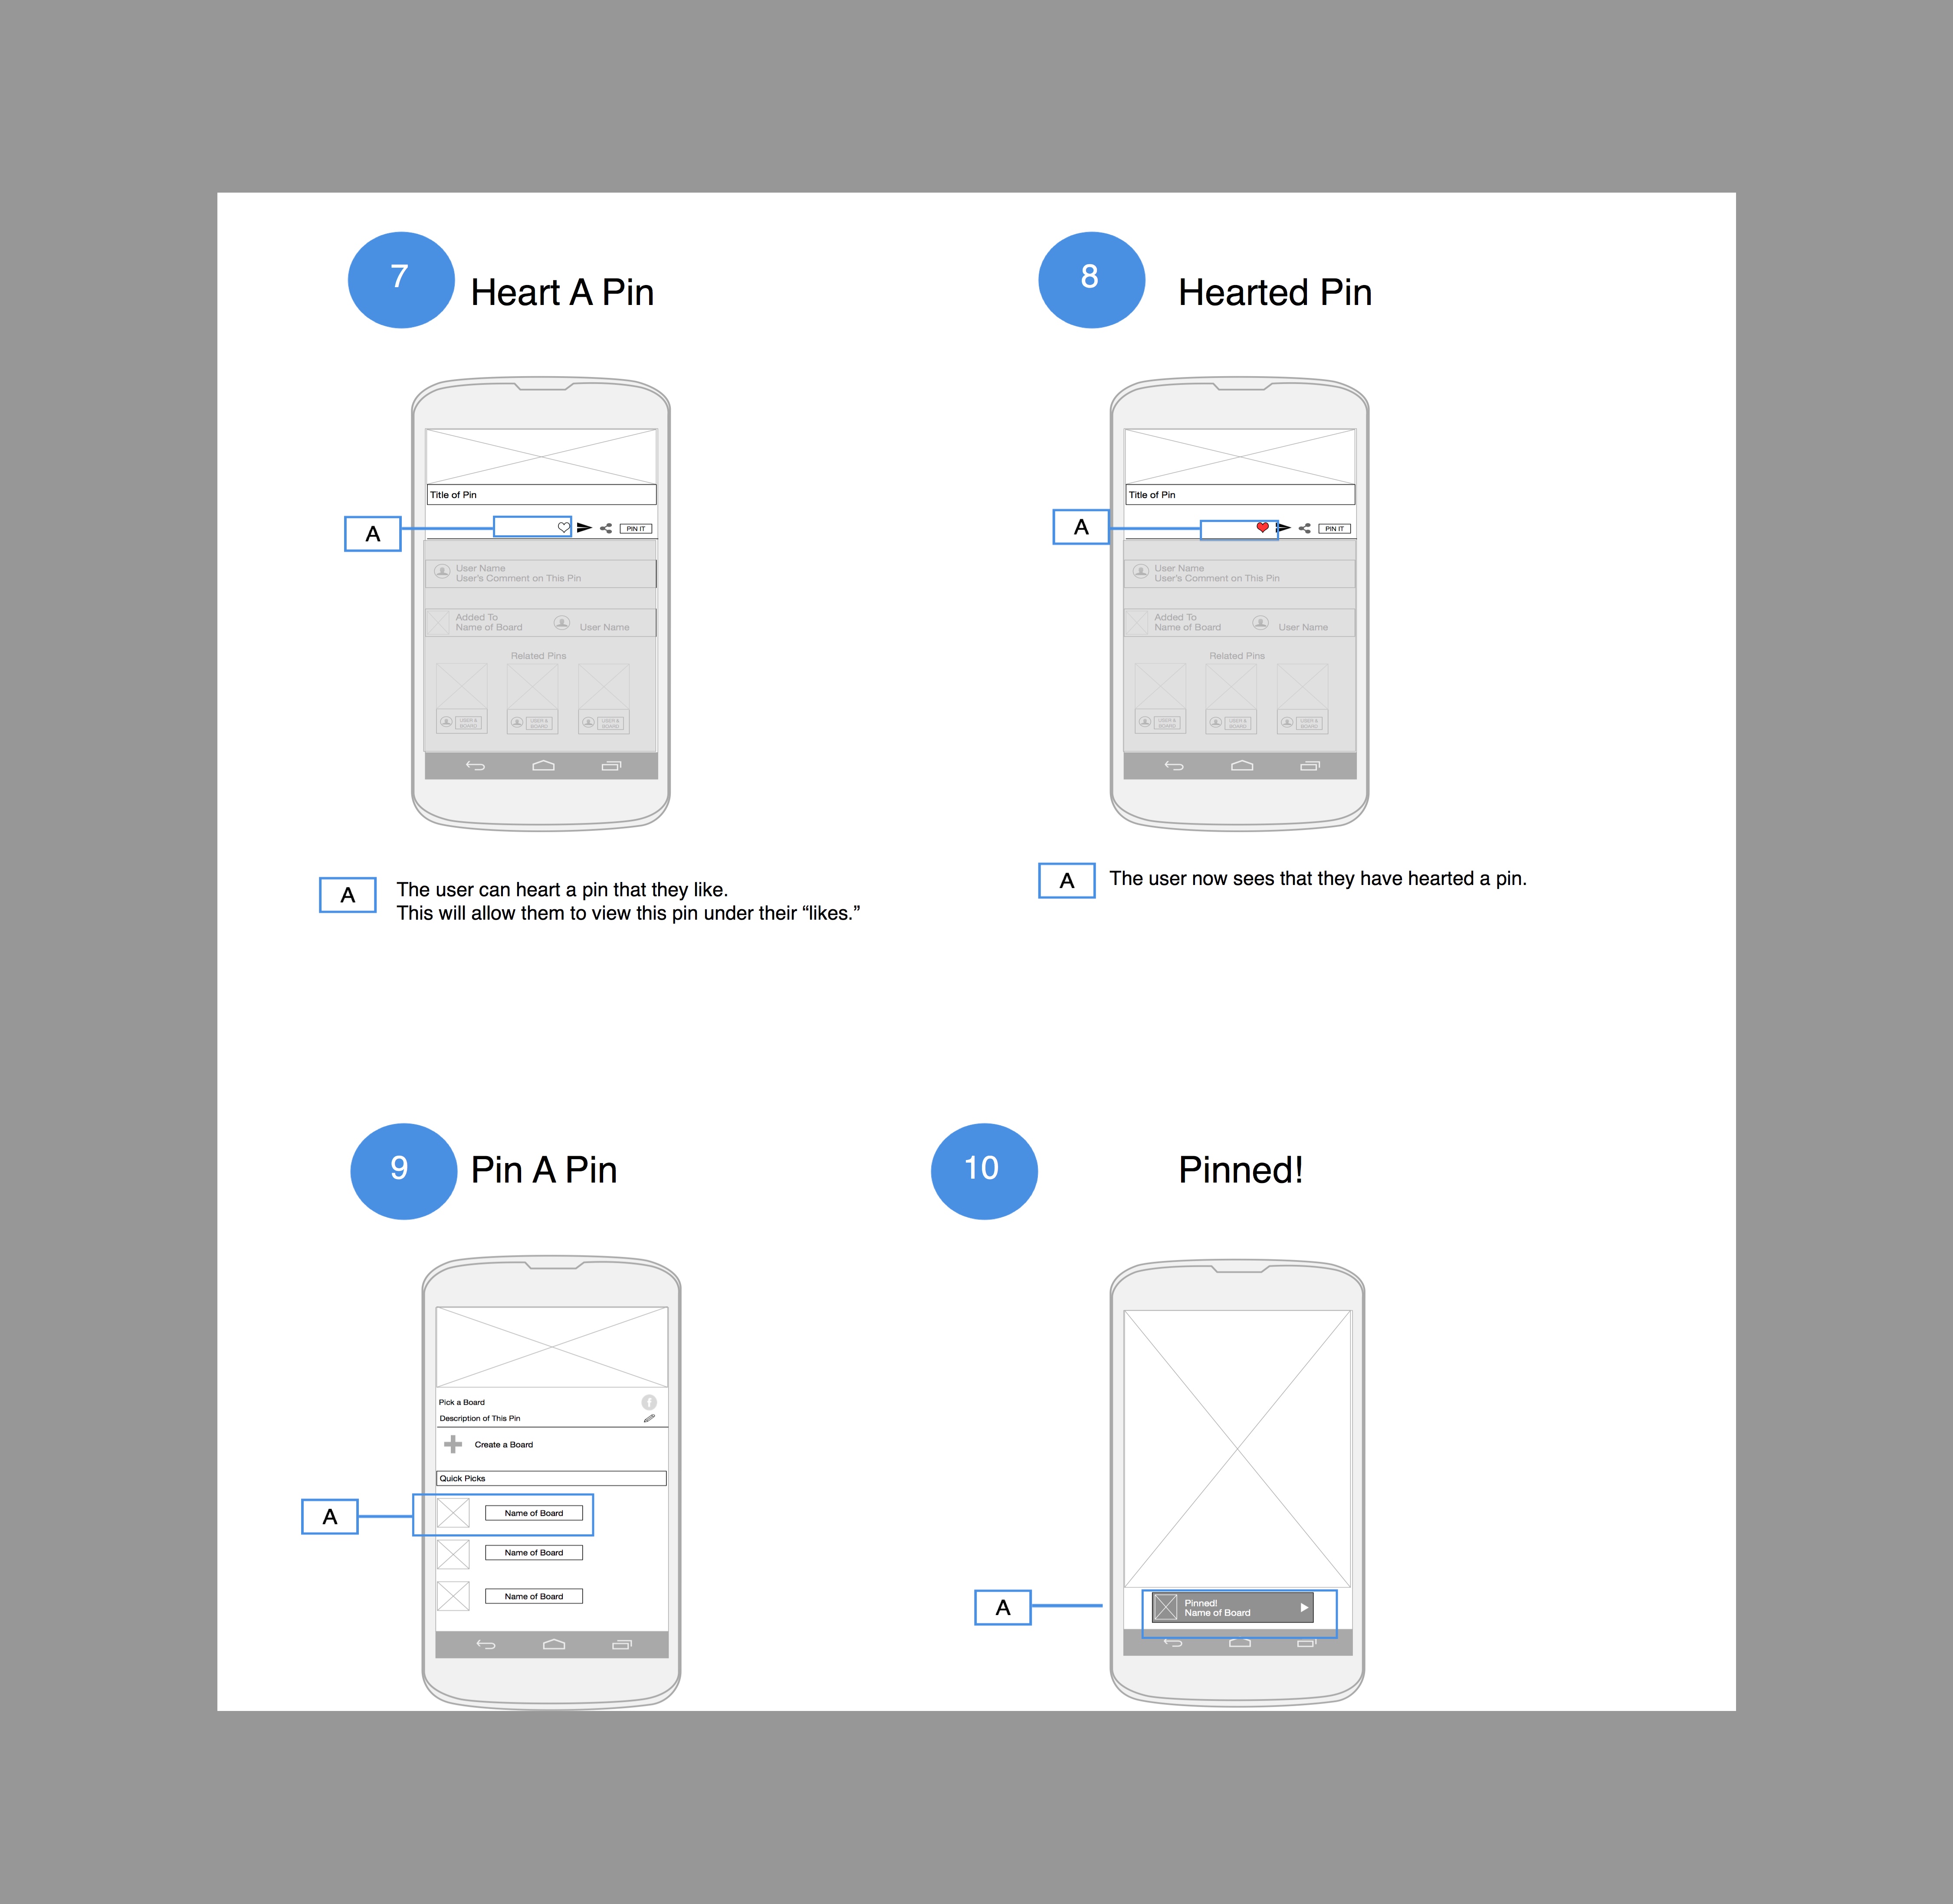 7
Heart A Pin
Title of Pin
A
PIN IT
User Name
User's Comment on This Pin
Added To
Name of Board
User Name
Related Pins
USER &
BOARD
USER &
BOARD
USER &
BOARD
A
The user can heart a pin that they like.
This will allow them to view this pin under their “likes.”
8
Hearted Pin
Title of Pin
A
PIN IT
User Name
User's Comment on This Pin
Added To
Name of Board
User Name
Related Pins
USER &
BOARD
USER &
BOARD
USER &
BOARD
A
The user now sees that they have hearted a pin.
9
Pin A Pin
Pick a Board
f
Description of This Pin
Create a Board
Quick Picks
A
Name of Board
Name of Board
Name of Board
10
Pinned!
A
Pinned!
Name of Board